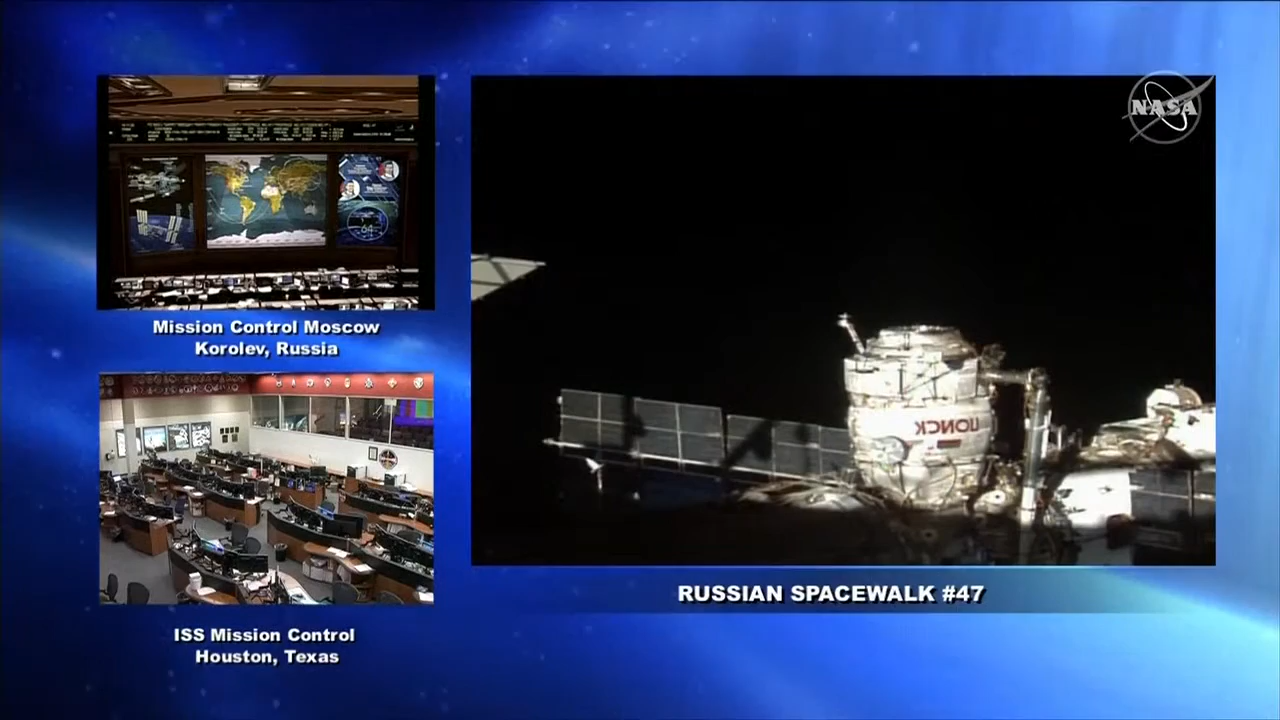 NASA
Mission Control Moscow
Korolev, Russia
ПОИСК
RUSSIAN SPACEWALK #47
ISS Mission Control
Houston, Texas